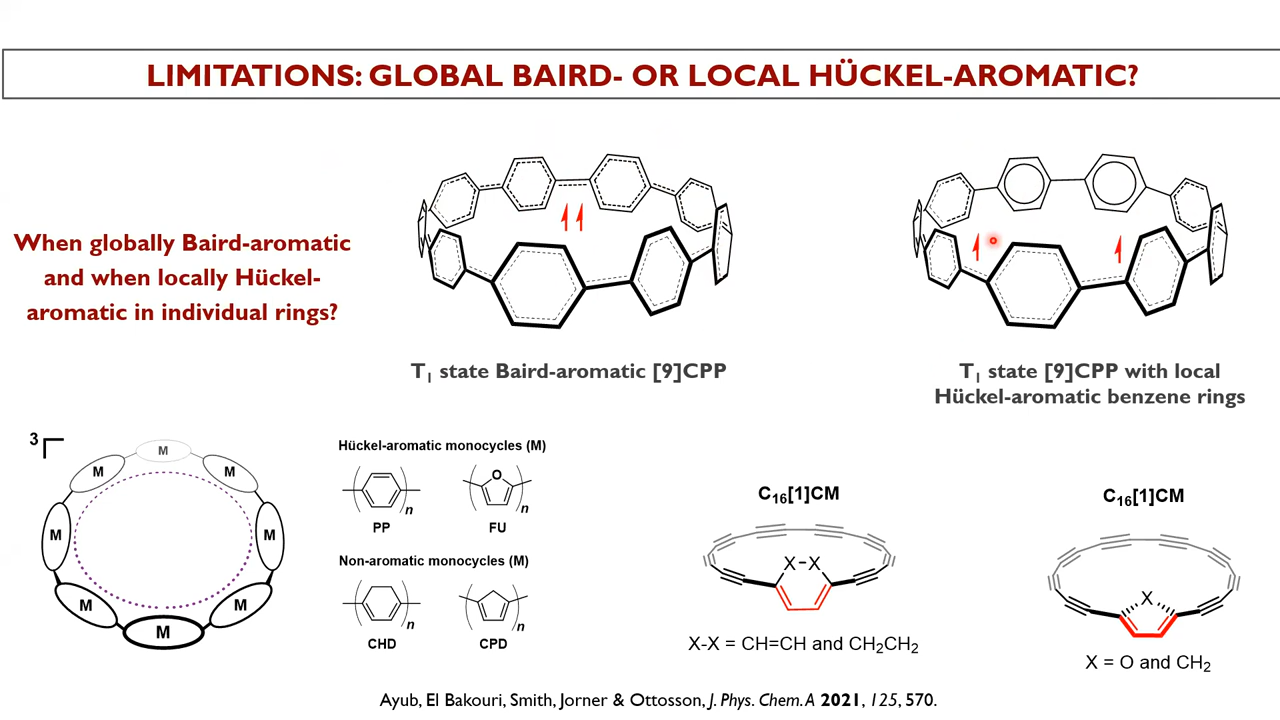 LIMITATIONS: GLOBAL BAIRD- OR LOCAL HÜCKEL-AROMATIC?
When globally Baird-aromatic
and when locally Hückel-
aromatic in individual rings?
T1 state Baird-aromatic [9]CPP
T1 state [9]CPP with local
Hückel-aromatic benzene rings
3
M
M
M
M
M
M
M
M
Hückel-aromatic monocycles (M)
n
PP
O
n
FU
Non-aromatic monocycles (M)
n
CHD
n
CPD
C16[1]CM
X-X
X-X = CH=CH and CH2CH2
C16[1]CM
X
X = O and CH2
Ayub, El Bakouri, Smith, Jorner & Ottosson, J. Phys. Chem. A 2021, 125, 570.